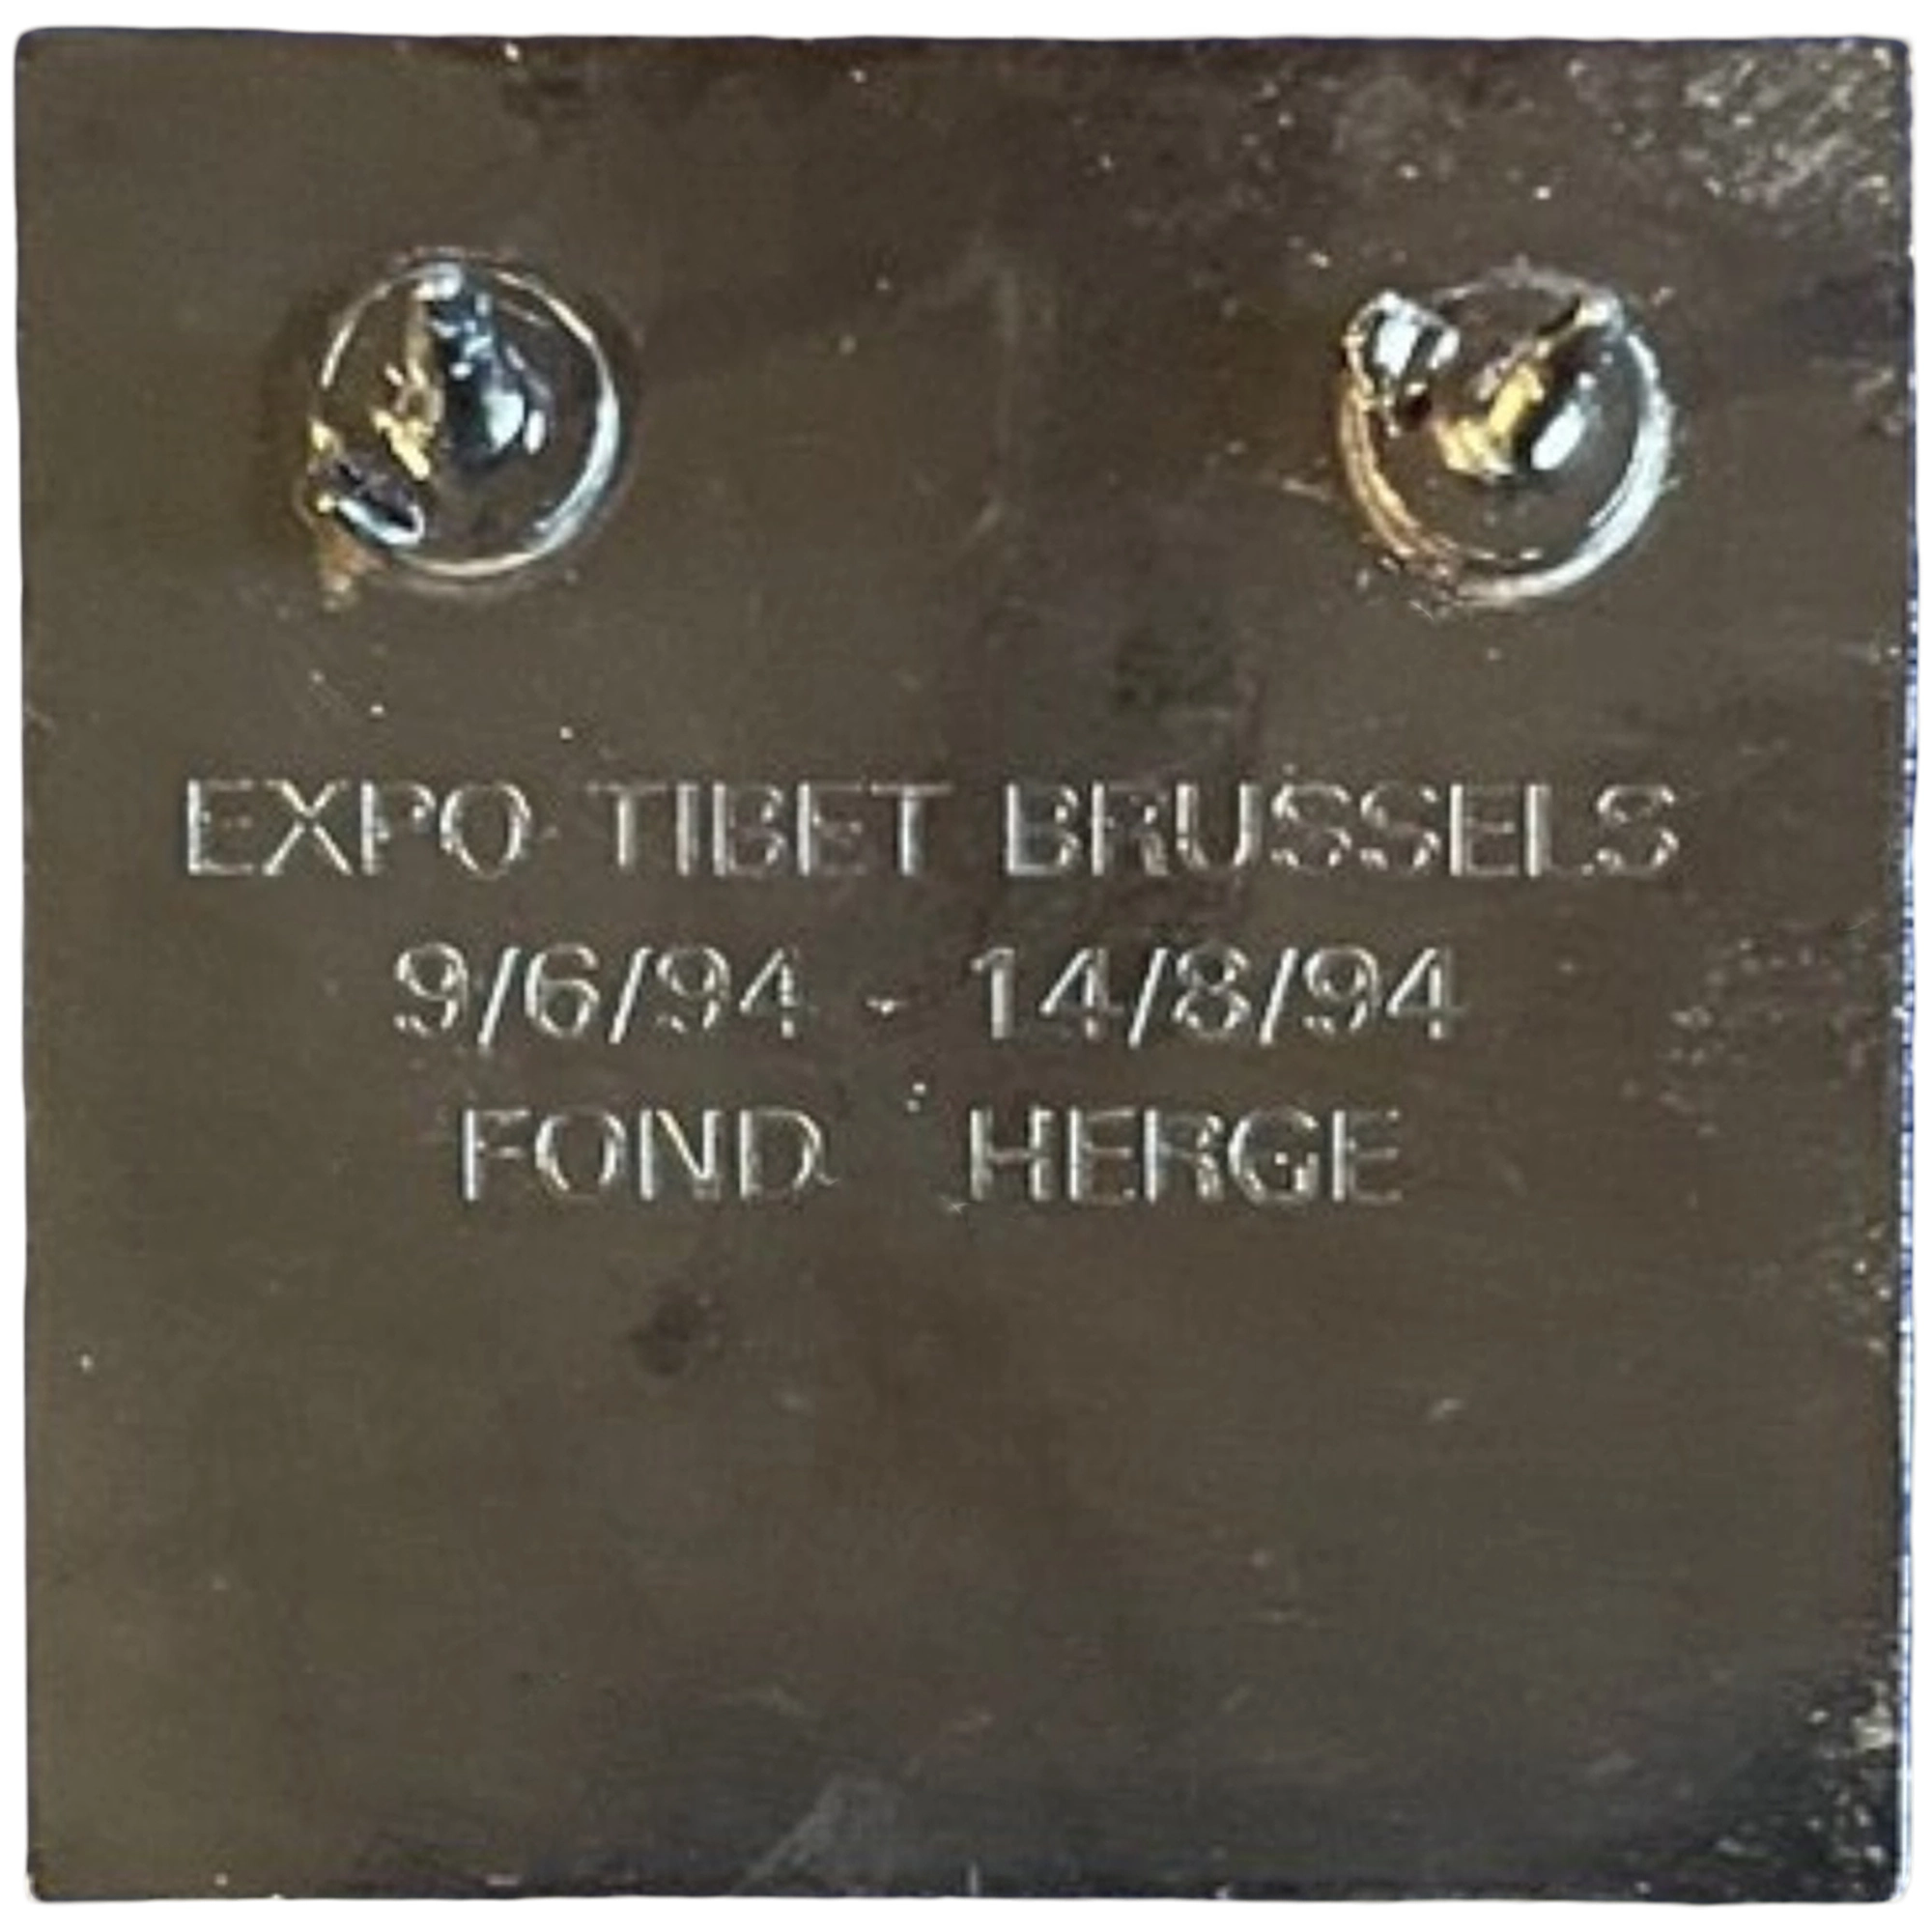 EXPO TIBET BRUSSELS
9/6/94 - 14/8/94
FOND HERGE